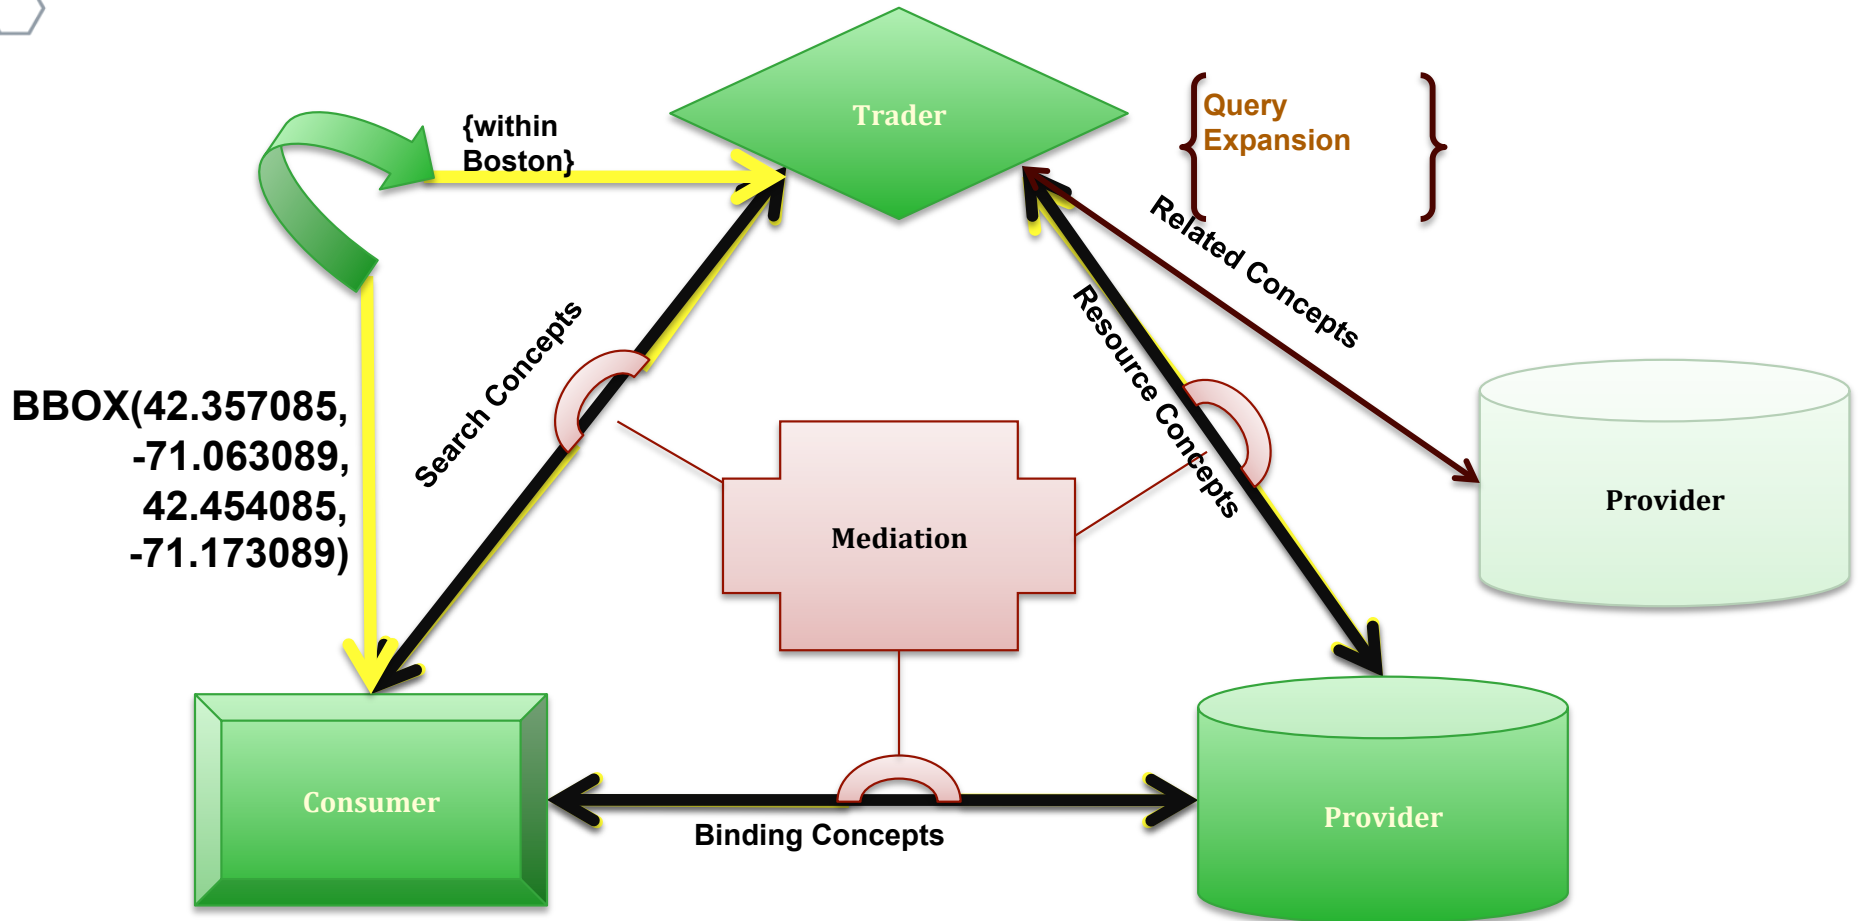 Trader
{within
Boston}
Query
Expansion
Related Concepts
Search Concepts
Resource Concepts
BBOX(42.357085,
-71.063089,
42.454085,
-71.173089)
Mediation
Provider
Consumer
Binding Concepts
Provider